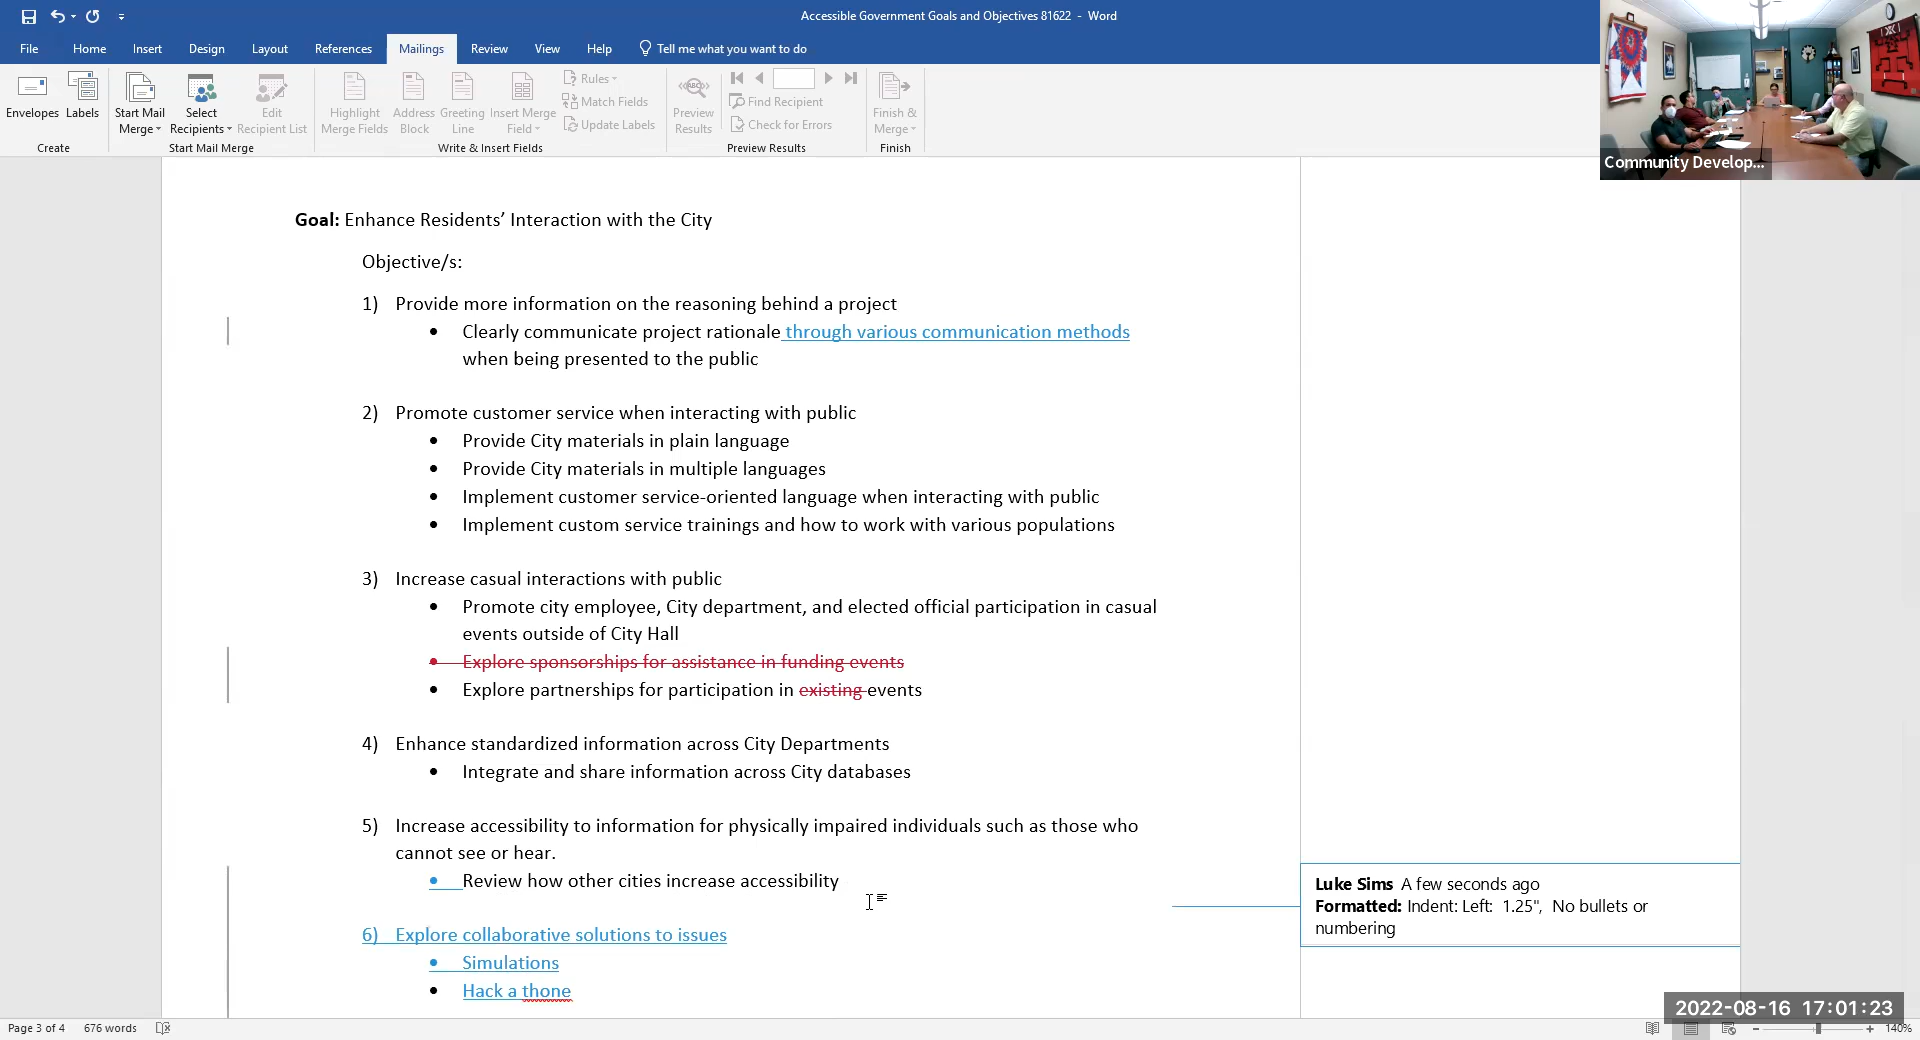 Accessible Government Goals and Objectives 81622 - Word
File Home Insert Design Layout References Mailings Review View Help Tell me what you want to do
Envelopes Labels Start Mail Merge Select Recipients Edit Recipient List Highlight Merge Fields Address Block Greeting Line Insert Merge Field Rules Match Fields Update Labels ABC Preview Results Find Recipient Check for Errors Finish & Merge
Create Start Mail Merge Write & Insert Fields Preview Results Finish
Community Develop...
Goal: Enhance Residents’ Interaction with the City
Objective/s:
1) Provide more information on the reasoning behind a project
• Clearly communicate project rationale through various communication methods
when being presented to the public
2) Promote customer service when interacting with public
• Provide City materials in plain language
• Provide City materials in multiple languages
• Implement customer service-oriented language when interacting with public
• Implement custom service trainings and how to work with various populations
3) Increase casual interactions with public
• Promote city employee, City department, and elected official participation in casual
events outside of City Hall
• Explore sponsorships for assistance in funding events
• Explore partnerships for participation in existing events
4) Enhance standardized information across City Departments
• Integrate and share information across City databases
5) Increase accessibility to information for physically impaired individuals such as those who
cannot see or hear.
• Review how other cities increase accessibility
6) Explore collaborative solutions to issues
• Simulations
• Hack a thone
Luke Sims A few seconds ago
Formatted: Indent: Left: 1.25", No bullets or
numbering
2022-08-16 17:01:23
Page 3 of 4 676 words
140%